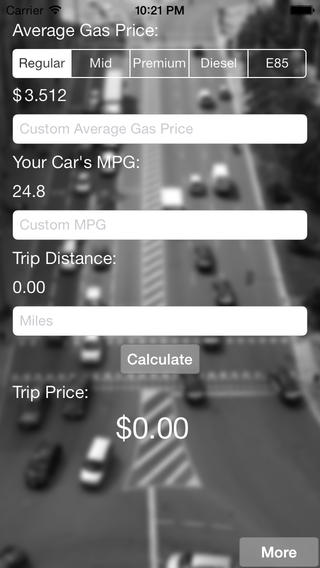 Carrier 10:21 PM
Average Gas Price:
Regular Mid Premium Diesel E85
$3.512
Custom Average Gas Price
Your Car's MPG:
24.8
Custom MPG
Trip Distance:
0.00
Miles
Calculate
Trip Price:
$0.00
More